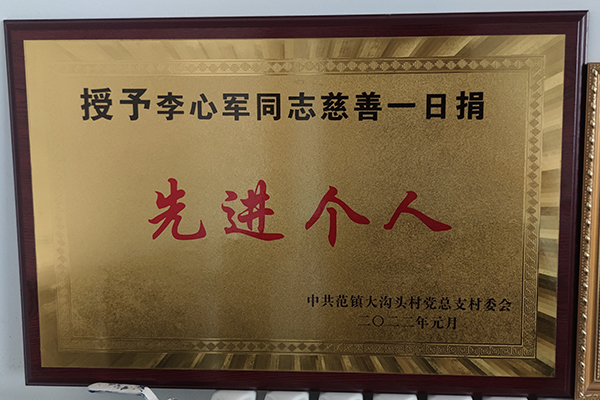 授予李心军同志慈善一日捐
先进个人
中共范镇大沟头村党总支村委会
二〇二二年元月